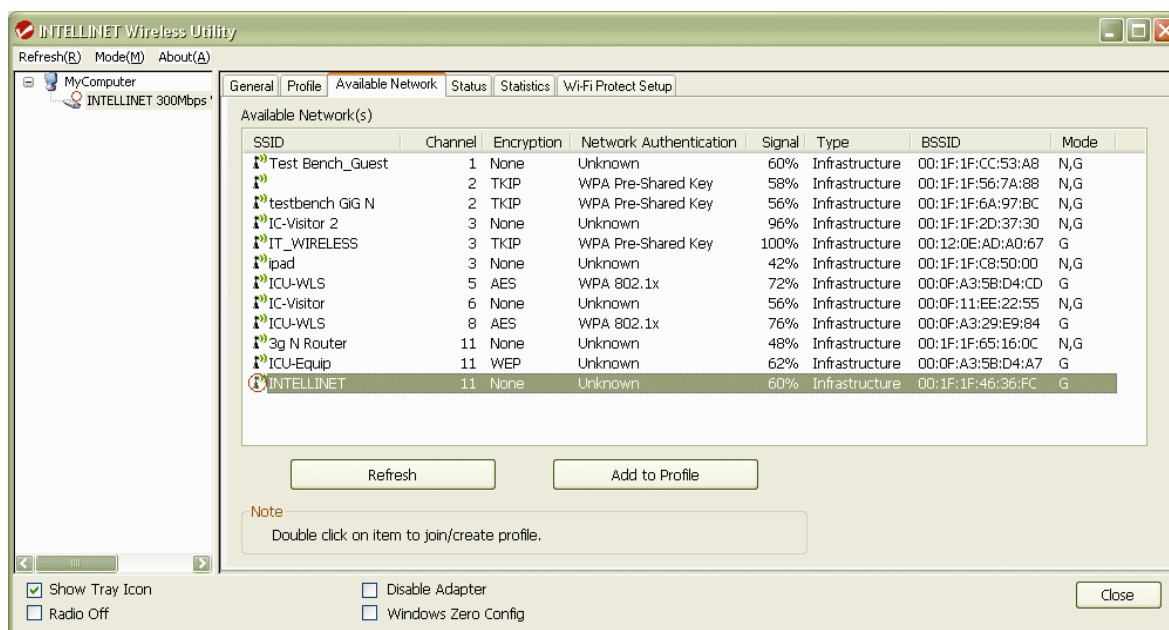 INTELLINET Wireless Utility
Refresh(R) Mode(M) About(A)
MyComputer
INTELLINET 300Mbps
General Profile Available Network Status Statistics Wi-Fi Protect Setup
Available Network(s)
SSID Channel Encryption Network Authentication Signal Type BSSID Mode
Test Bench_Guest 1 None Unknown 60% Infrastructure 00:1F:1F:CC:53:A8 N,G
2 TKIP WPA Pre-Shared Key 58% Infrastructure 00:1F:1F:56:7A:88 N,G
testbench GiG N 2 TKIP WPA Pre-Shared Key 56% Infrastructure 00:1F:1F:6A:97:BC N,G
IC-Visitor 2 3 None Unknown 96% Infrastructure 00:1F:1F:2D:37:30 N,G
IT_WIRELESS 3 TKIP WPA Pre-Shared Key 100% Infrastructure 00:12:0E:AD:A0:67 G
ipad 3 None Unknown 42% Infrastructure 00:1F:1F:C8:50:00 N,G
ICU-WLS 5 AES WPA 802.1x 72% Infrastructure 00:0F:A3:5B:D4:CD G
IC-Visitor 6 None Unknown 56% Infrastructure 00:0F:11:EE:22:55 N,G
ICU-WLS 8 AES WPA 802.1x 76% Infrastructure 00:0F:A3:29:E9:84 G
3g N Router 11 None Unknown 48% Infrastructure 00:1F:1F:65:16:0C N,G
ICU-Equip 11 WEP Unknown 62% Infrastructure 00:0F:A3:5B:D4:A7 G
INTELLINET 11 None Unknown 60% Infrastructure 00:1F:1F:46:36:FC G
Refresh Add to Profile
Note
Double click on item to join/create profile.
Show Tray Icon Disable Adapter
Radio Off Windows Zero Config
Close